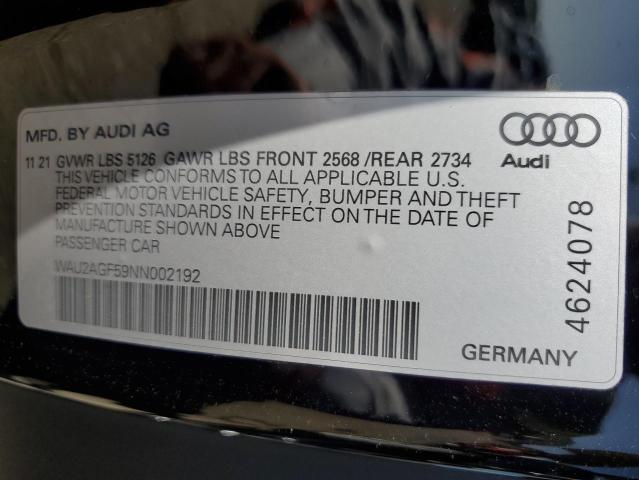 MFD. BY AUDI AG
11 21 GVWR LBS 5126 GAWR LBS FRONT 2568 /REAR 2734
THIS VEHICLE CONFORMS TO ALL APPLICABLE U.S.
FEDERAL MOTOR VEHICLE SAFETY, BUMPER AND THEFT
PREVENTION STANDARDS IN EFFECT ON THE DATE OF
MANUFACTURE SHOWN ABOVE
PASSENGER CAR
WAU2AGF59NN002192
Audi
4624078
GERMANY